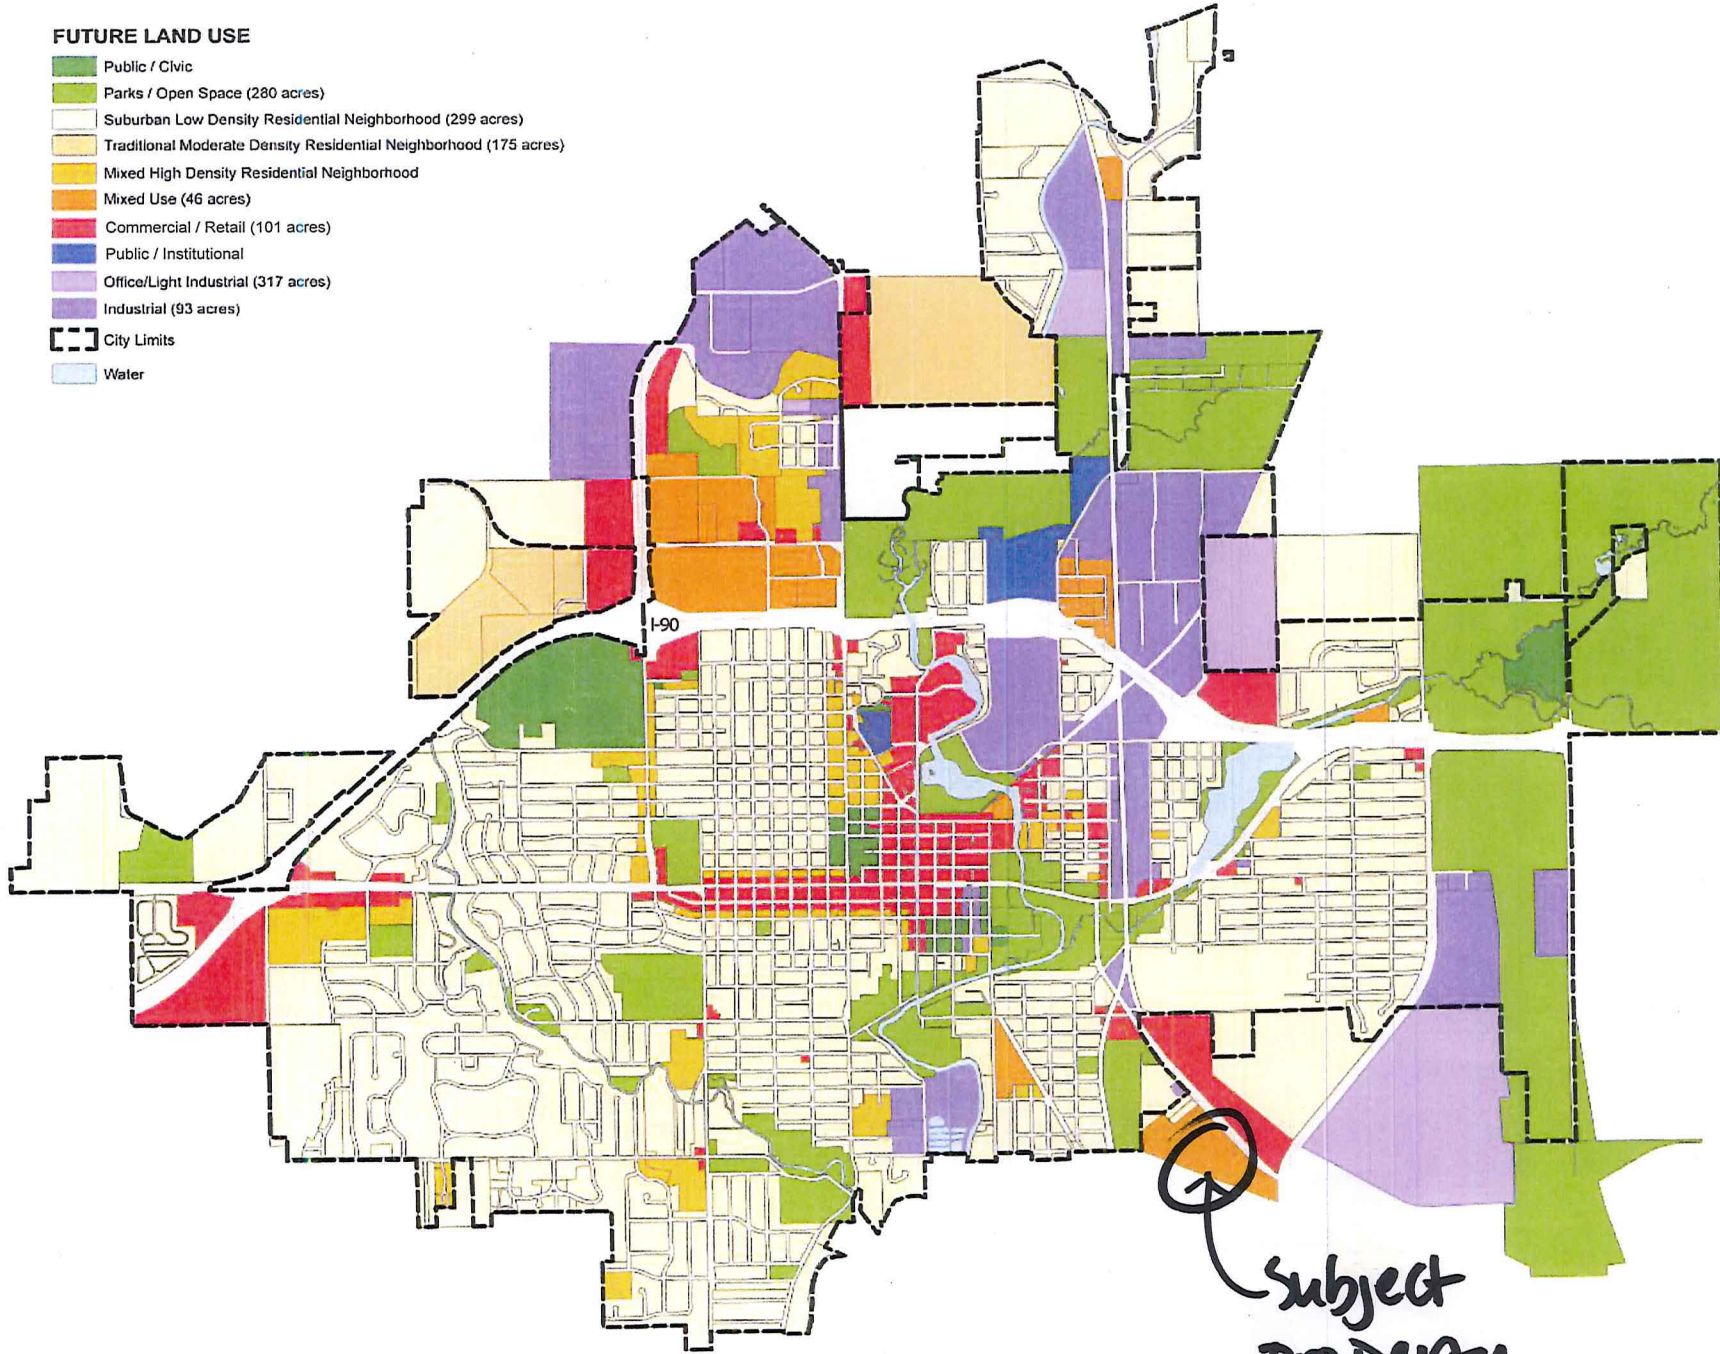 FUTURE LAND USE
Public / Civic
Parks / Open Space (280 acres)
Suburban Low Density Residential Neighborhood (299 acres)
Traditional Moderate Density Residential Neighborhood (175 acres)
Mixed High Density Residential Neighborhood
Mixed Use (46 acres)
Commercial / Retail (101 acres)
Public / Institutional
Office/Light Industrial (317 acres)
Industrial (93 acres)
City Limits
Water
I-90
Subject